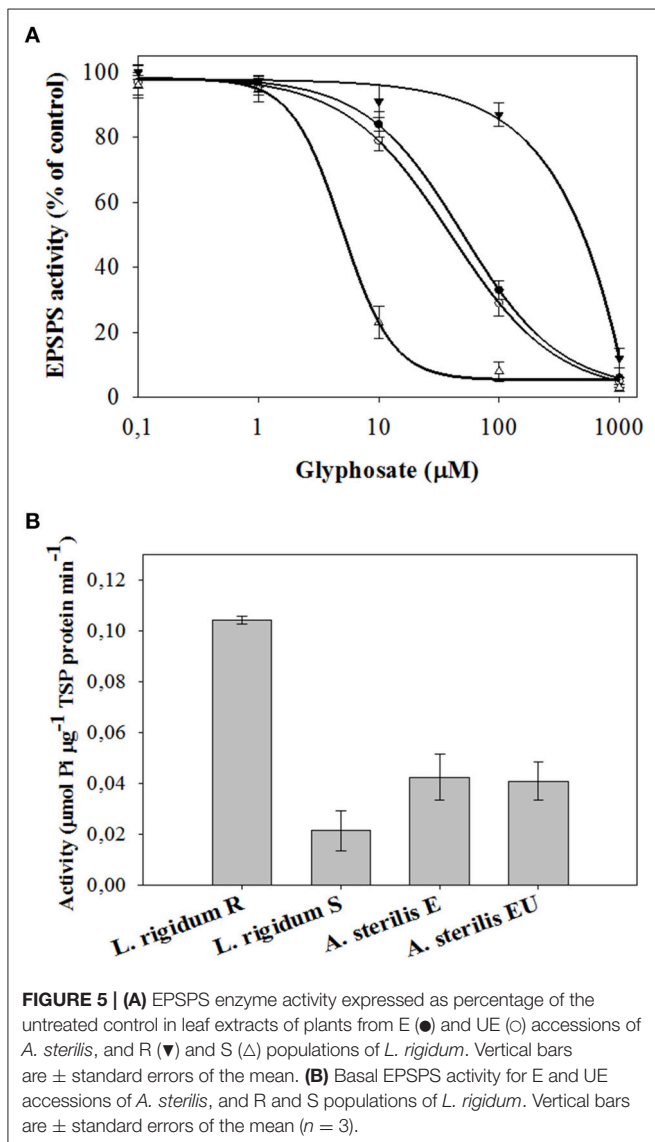 A
EPSPS activity (% of control)
100
80
60
40
20
0
0,1 1 10 100 1000
Glyphosate (μM)
B
Activity (μmol Pi μg⁻¹ TSP protein min⁻¹)
0,12
0,10
0,08
0,06
0,04
0,02
0,00
L. rigidum R L. rigidum S A. sterilis E A. sterilis EU
FIGURE 5 | (A) EPSPS enzyme activity expressed as percentage of the
untreated control in leaf extracts of plants from E (●) and UE (○) accessions of
A. sterilis, and R (▼) and S (△) populations of L. rigidum. Vertical bars
are ± standard errors of the mean. (B) Basal EPSPS activity for E and UE
accessions of A. sterilis, and R and S populations of L. rigidum. Vertical bars
are ± standard errors of the mean (n = 3).